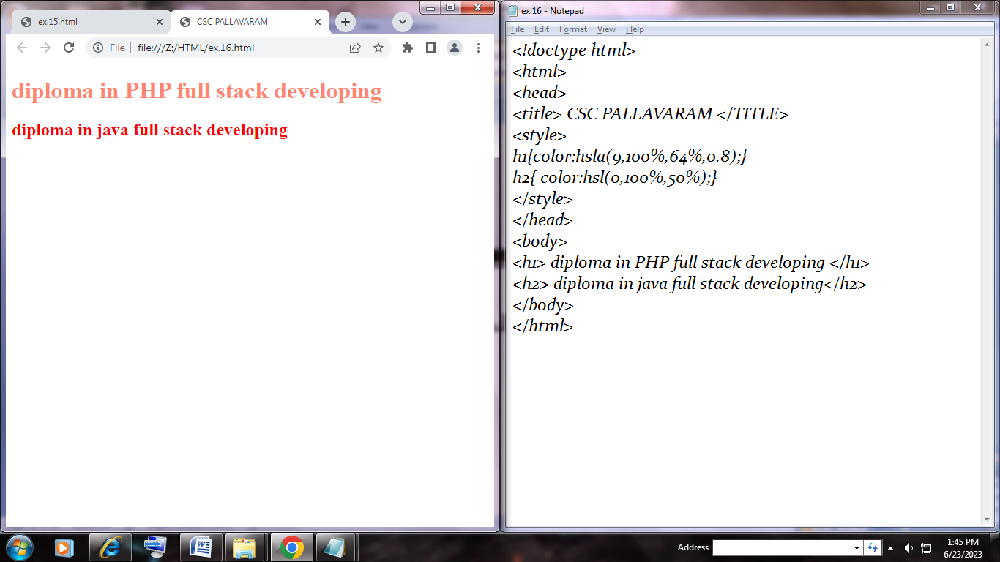 ex.15.html
CSC PALLAVARAM
File
file:///Z:/HTML/ex.16.html
diploma in PHP full stack developing
diploma in java full stack developing
ex.16 - Notepad
File Edit Format View Help
<!doctype html>
<html>
<head>
<title> CSC PALLAVARAM </TITLE>
<style>
h1{color:hsla(9,100%,64%,0.8);}
h2{ color:hsl(0,100%,50%);}
</style>
</head>
<body>
<h1> diploma in PHP full stack developing </h1>
<h2> diploma in java full stack developing</h2>
</body>
</html>
Address
1:45 PM
6/23/2023